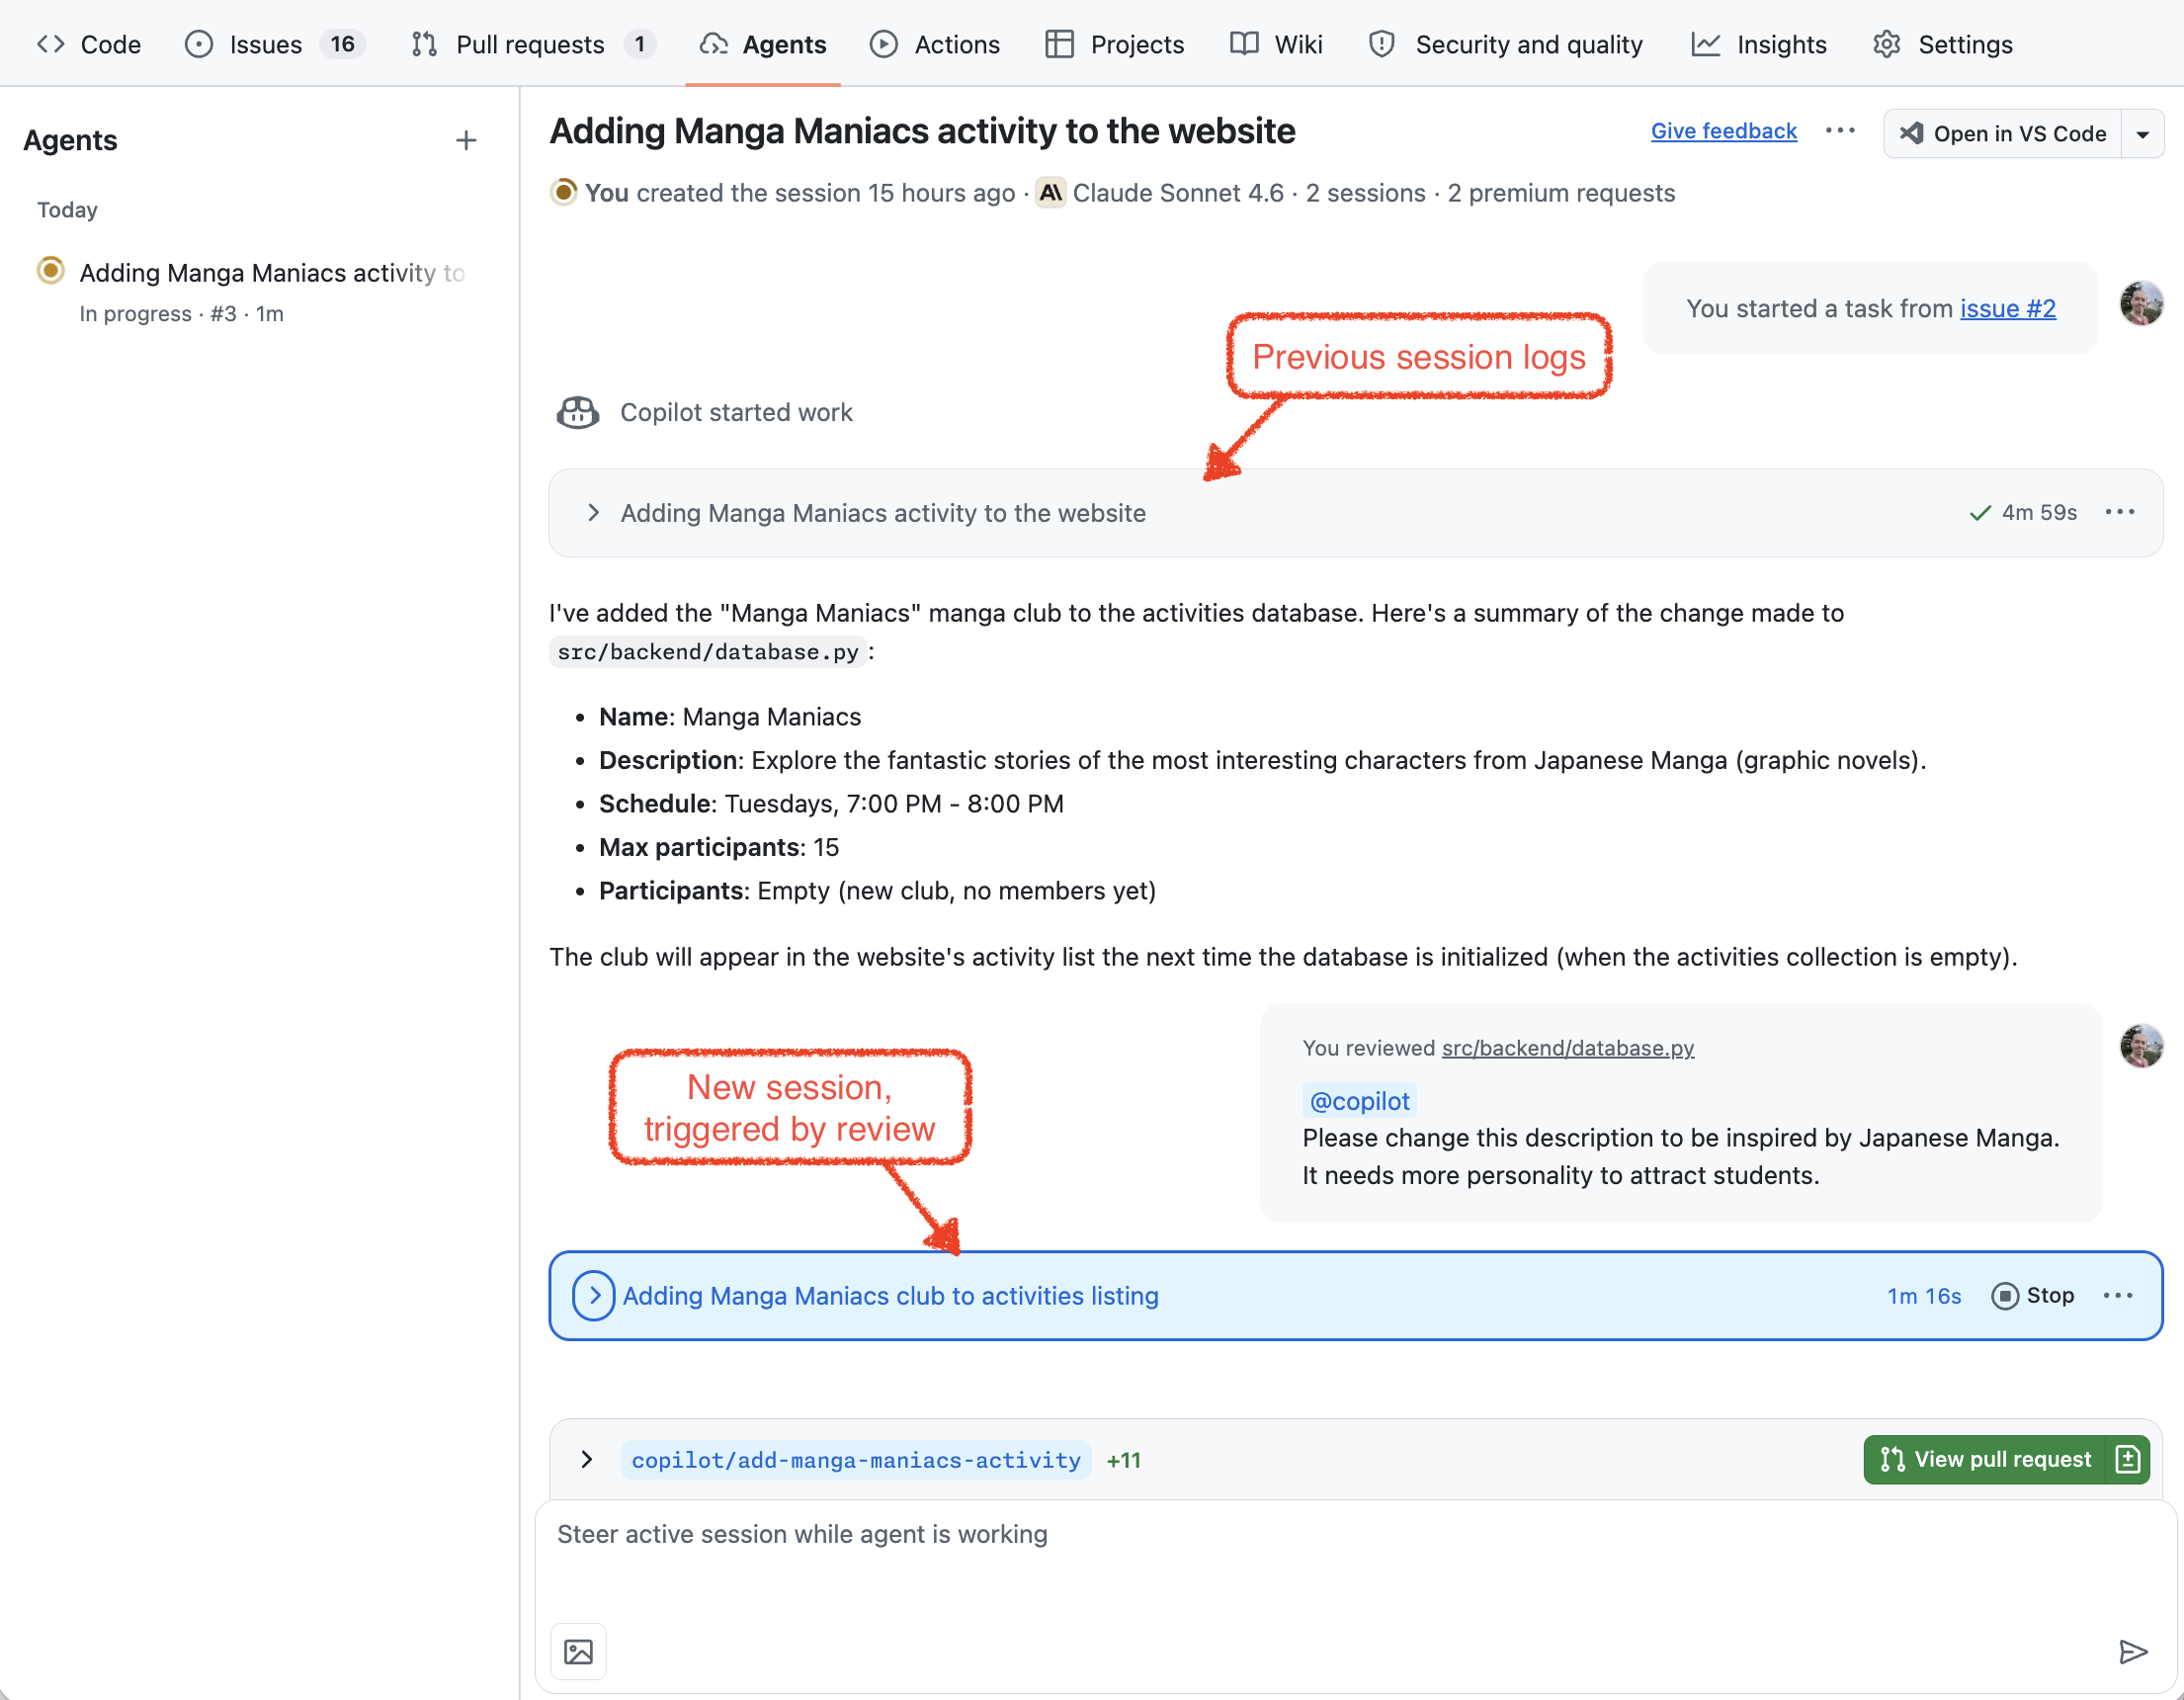 Code
Issues 16
Pull requests 1
Agents
Actions
Projects
Wiki
Security and quality
Insights
Settings
Agents
Today
Adding Manga Maniacs activity to
In progress · #3 · 1m
Adding Manga Maniacs activity to the website
Give feedback
Open in VS Code
You created the session 15 hours ago · Claude Sonnet 4.6 · 2 sessions · 2 premium requests
You started a task from issue #2
Previous session logs
Copilot started work
Adding Manga Maniacs activity to the website
4m 59s
I've added the "Manga Maniacs" manga club to the activities database. Here's a summary of the change made to
src/backend/database.py:
• Name: Manga Maniacs
• Description: Explore the fantastic stories of the most interesting characters from Japanese Manga (graphic novels).
• Schedule: Tuesdays, 7:00 PM - 8:00 PM
• Max participants: 15
• Participants: Empty (new club, no members yet)
The club will appear in the website's activity list the next time the database is initialized (when the activities collection is empty).
You reviewed src/backend/database.py
@copilot
Please change this description to be inspired by Japanese Manga.
It needs more personality to attract students.
New session,
triggered by review
Adding Manga Maniacs club to activities listing
1m 16s
Stop
copilot/add-manga-maniacs-activity +11
View pull request
Steer active session while agent is working